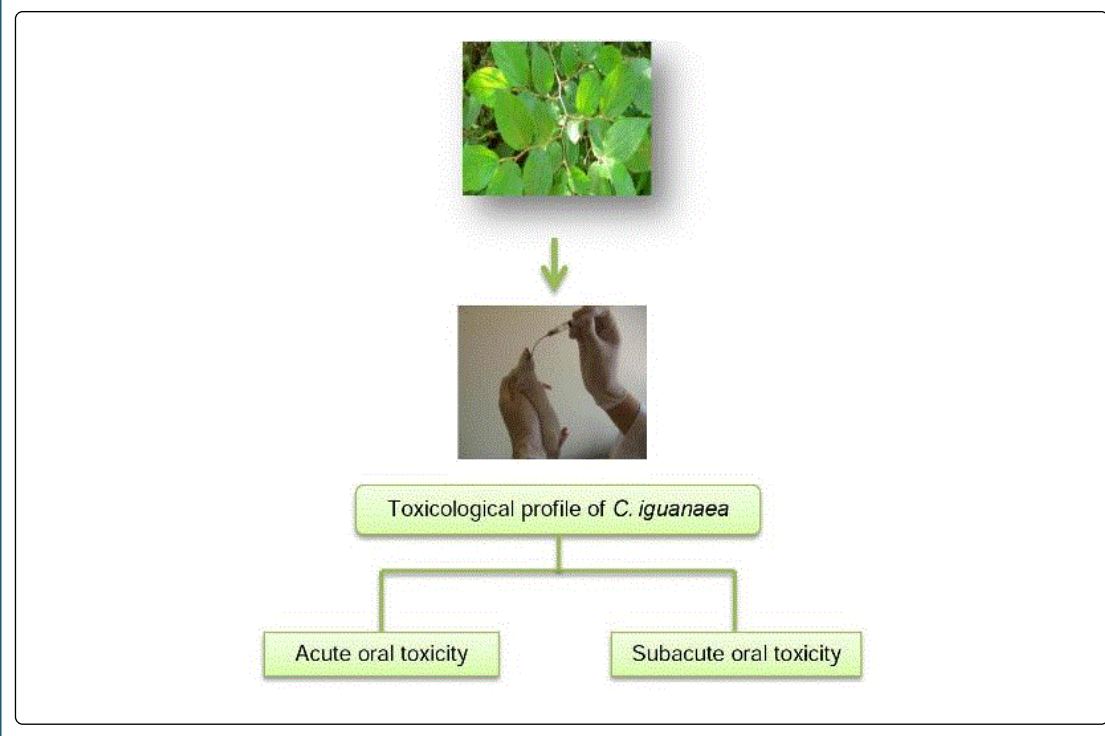 Toxicological profile of C. iguanaea
Acute oral toxicity
Subacute oral toxicity